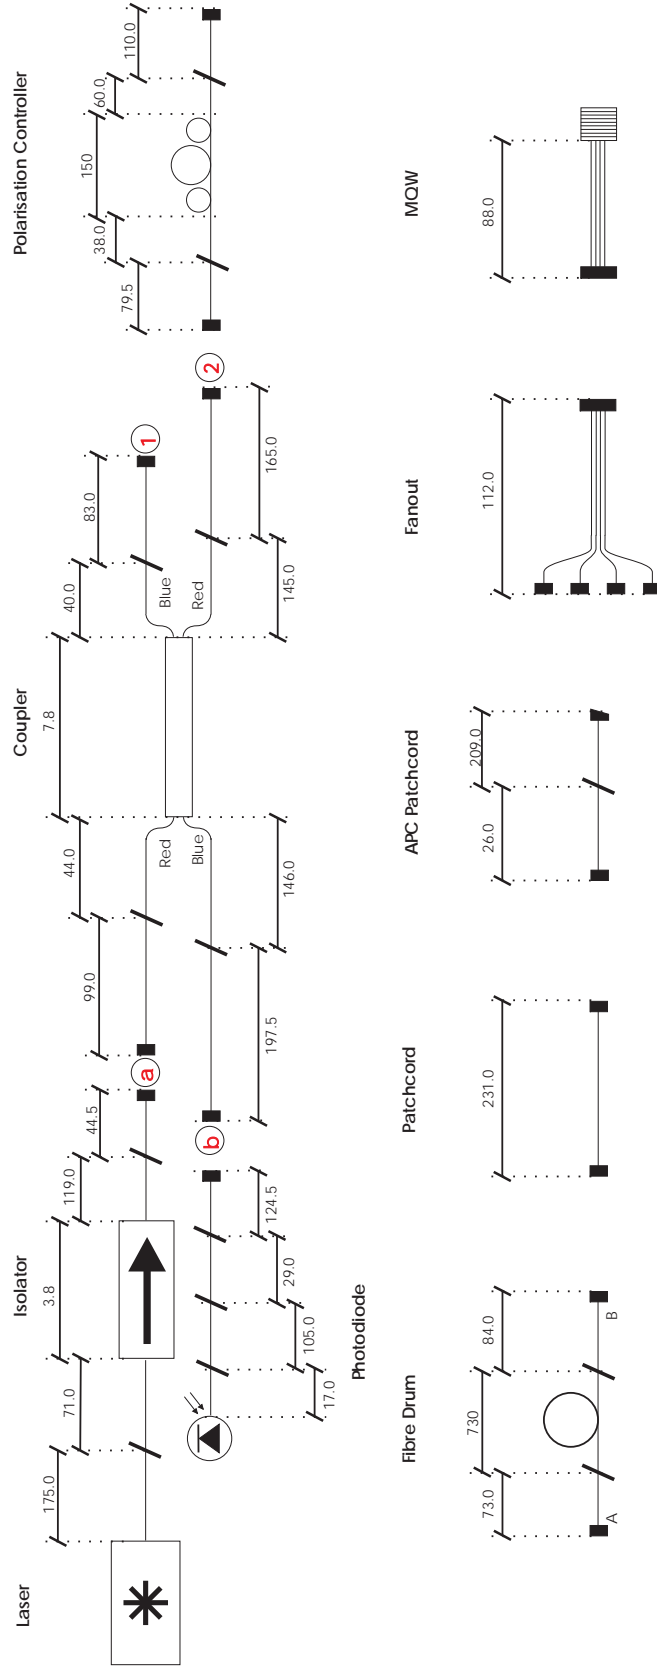 Laser
Isolator
Coupler
Polarisation Controller
175.0
71.0
3.8
119.0
44.5
99.0
44.0
7.8
40.0
83.0
79.5
38.0
150
60.0
110.0
a
1
Red
Blue
Blue
Red
b
2
17.0
105.0
29.0
124.5
197.5
146.0
145.0
165.0
Photodiode
Fibre Drum
Patchcord
APC Patchcord
Fanout
MQW
73.0
730
84.0
231.0
26.0
209.0
112.0
88.0
A
B